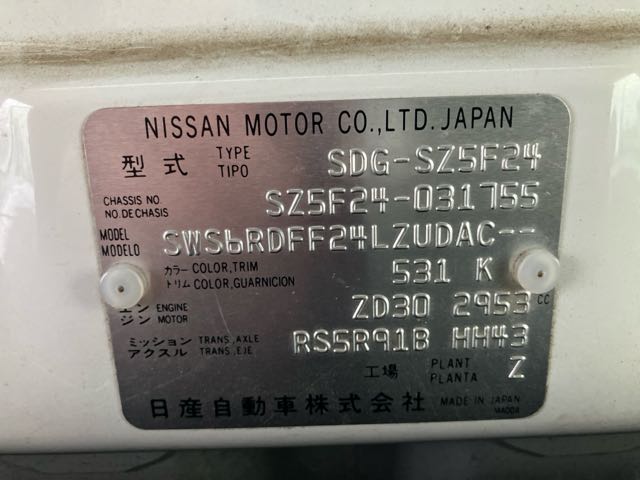 NISSAN MOTOR CO.,LTD. JAPAN
型式 TYPE TIPO SDG-SZ5F24
CHASSIS NO. NO. DE CHASIS SZ5F24-031755
MODEL MODELO SWS6RDFF24LZUDAC--
カラー COLOR, TRIM トリム COLOR, GUARNICION 531 K
エンジン ENGINE MOTOR ZD30 2953 CC
ミッション TRANS., AXLE アクスル TRANS., EJE RS5R91B HH43
工場 PLANT PLANTA Z
日産自動車株式会社 MADE IN JAPAN